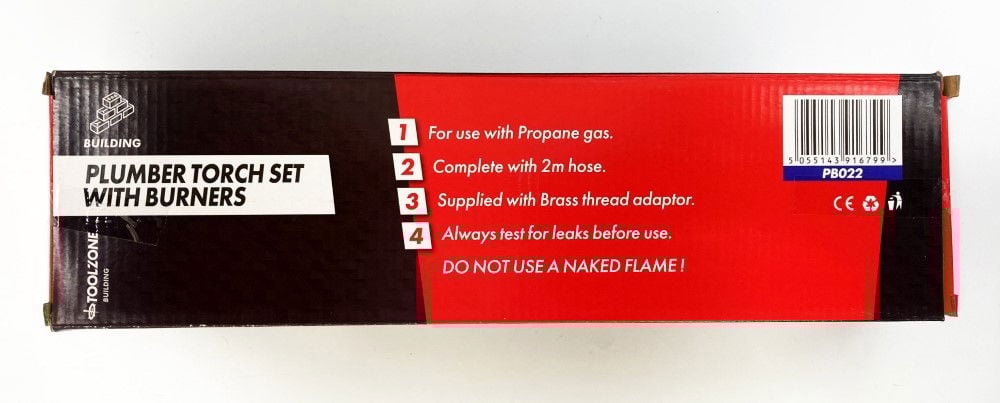 BUILDING
PLUMBER TORCH SET
WITH BURNERS
TOOLZONE
BUILDING
1 For use with Propane gas.
2 Complete with 2m hose.
3 Supplied with Brass thread adaptor.
4 Always test for leaks before use.
DO NOT USE A NAKED FLAME !
5 055143 916799 >
PB022
CE